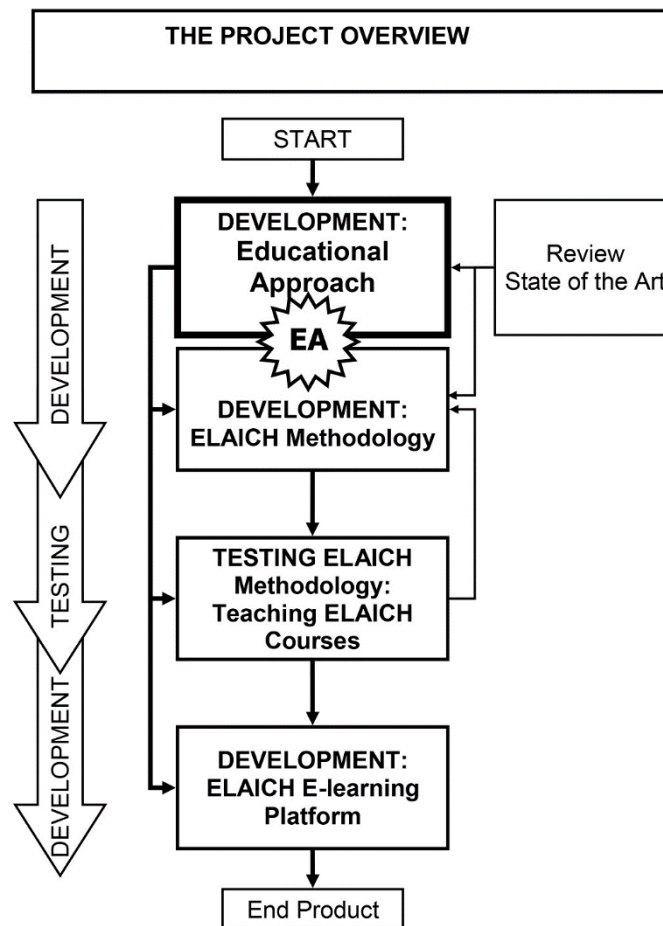 THE PROJECT OVERVIEW
START
DEVELOPMENT:
Educational
Approach
Review
State of the Art
EA
DEVELOPMENT:
ELAICH Methodology
TESTING ELAICH
Methodology:
Teaching ELAICH
Courses
DEVELOPMENT:
ELAICH E-learning
Platform
End Product
DEVELOPMENT
TESTING
DEVELOPMENT